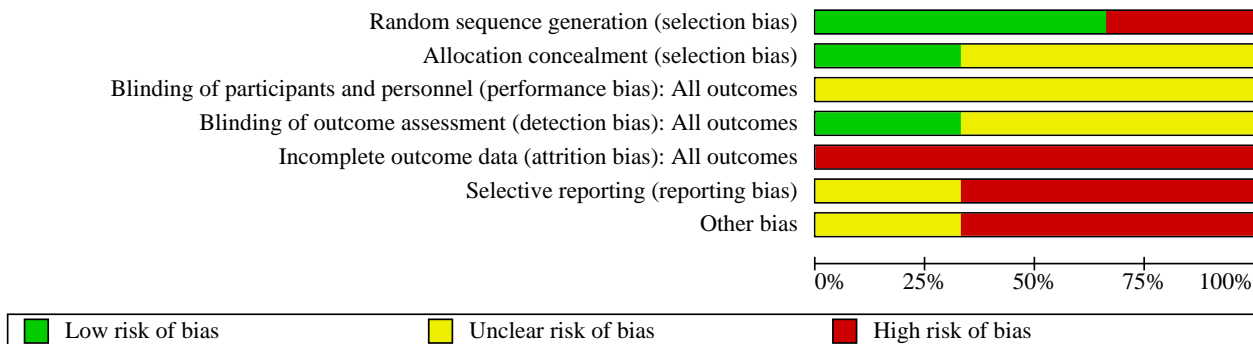 Random sequence generation (selection bias)
Allocation concealment (selection bias)
Blinding of participants and personnel (performance bias): All outcomes
Blinding of outcome assessment (detection bias): All outcomes
Incomplete outcome data (attrition bias): All outcomes
Selective reporting (reporting bias)
Other bias
0% 25% 50% 75% 100%
Low risk of bias Unclear risk of bias High risk of bias